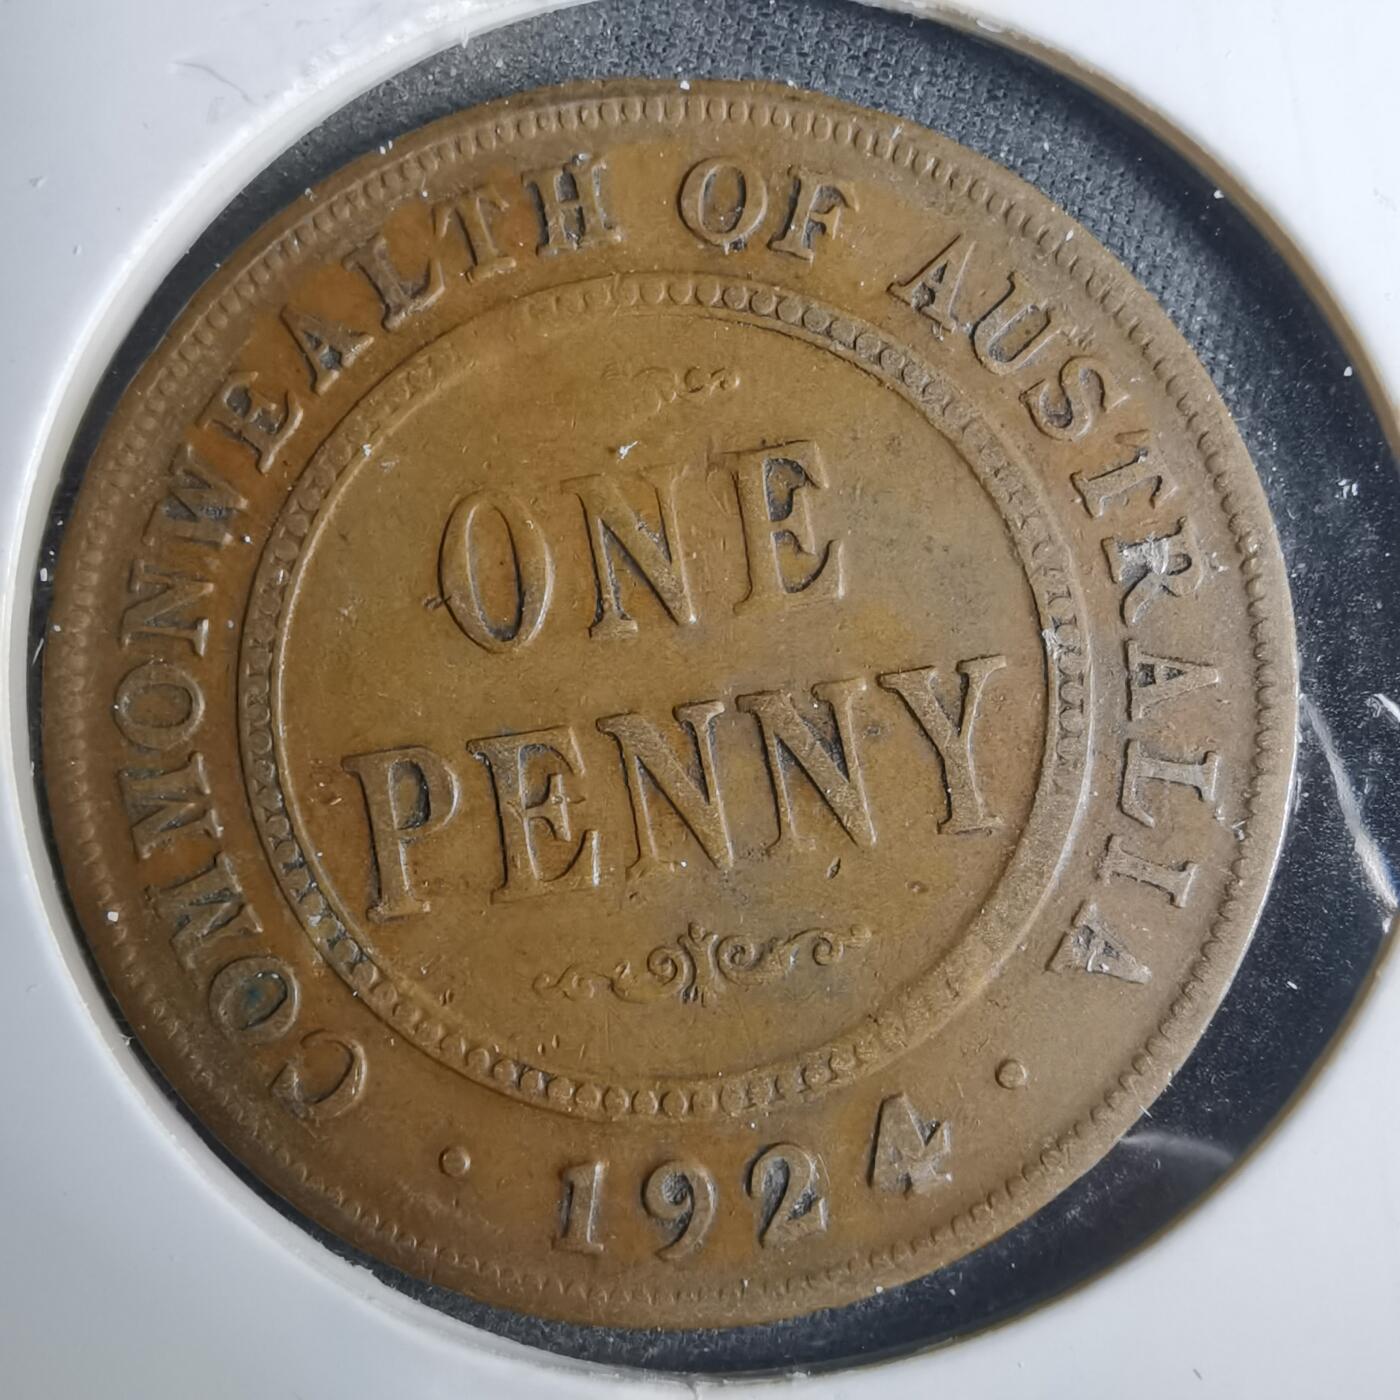 COMMONWEALTH OF AUSTRALIA
ONE
PENNY
· 1924 ·